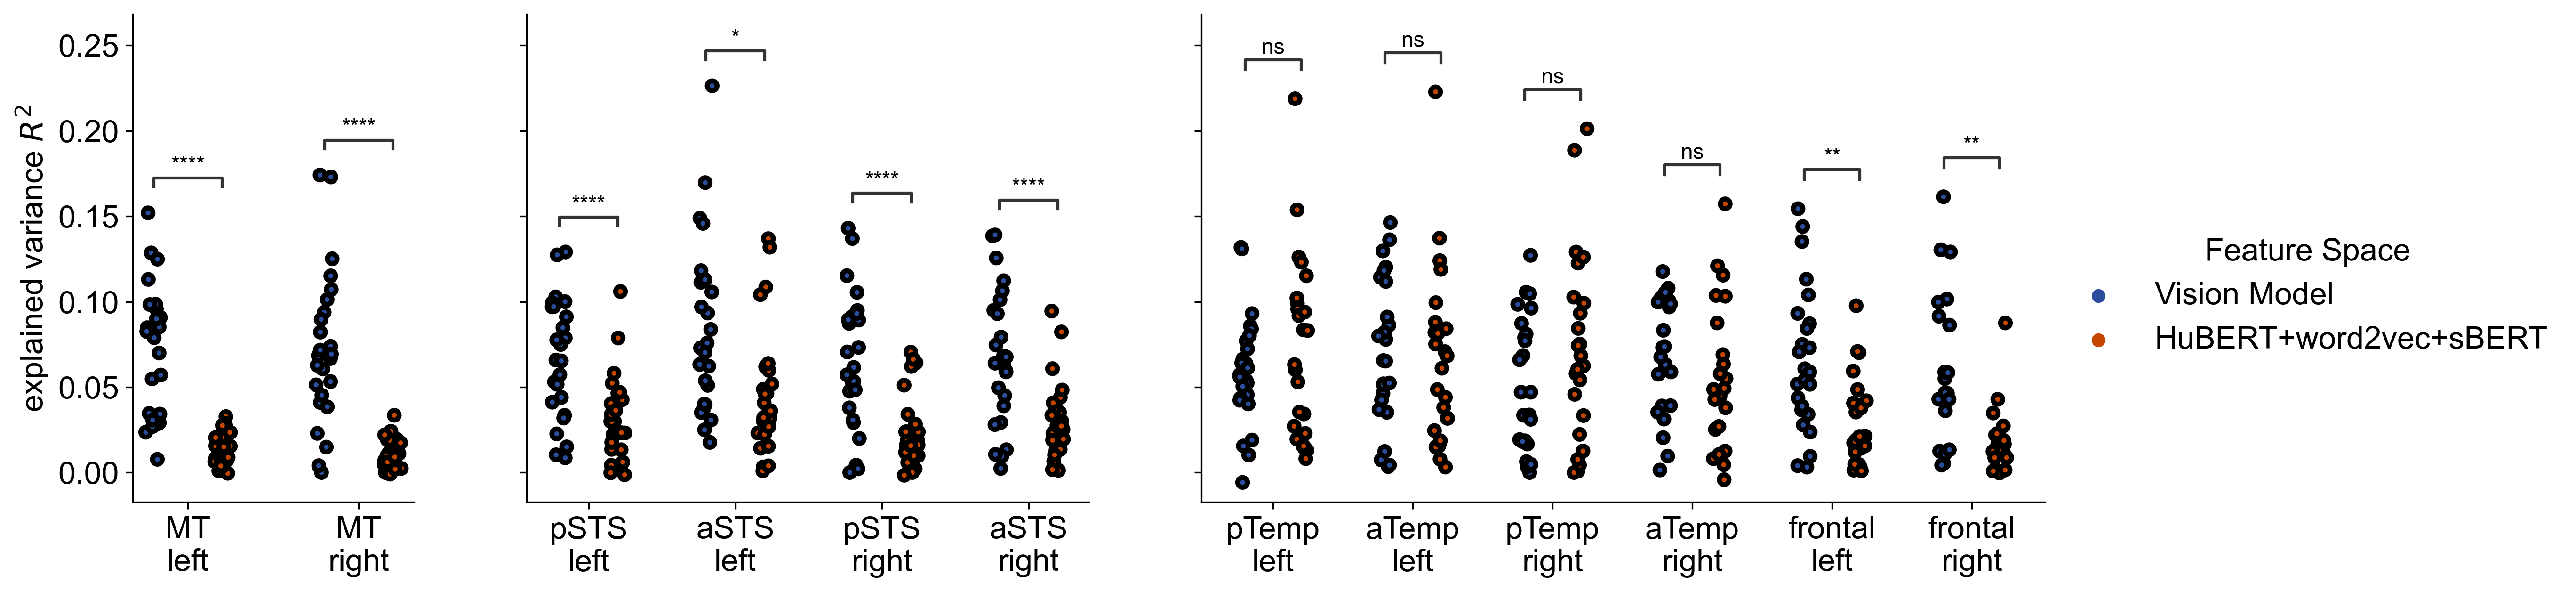 explained variance R²
0.25
0.20
0.15
0.10
0.05
0.00
****
****
MT left
MT right
****
*
****
****
pSTS left
aSTS left
pSTS right
aSTS right
ns
ns
ns
ns
**
**
pTemp left
aTemp left
pTemp right
aTemp right
frontal left
frontal right
Feature Space
Vision Model
HuBERT+word2vec+sBERT